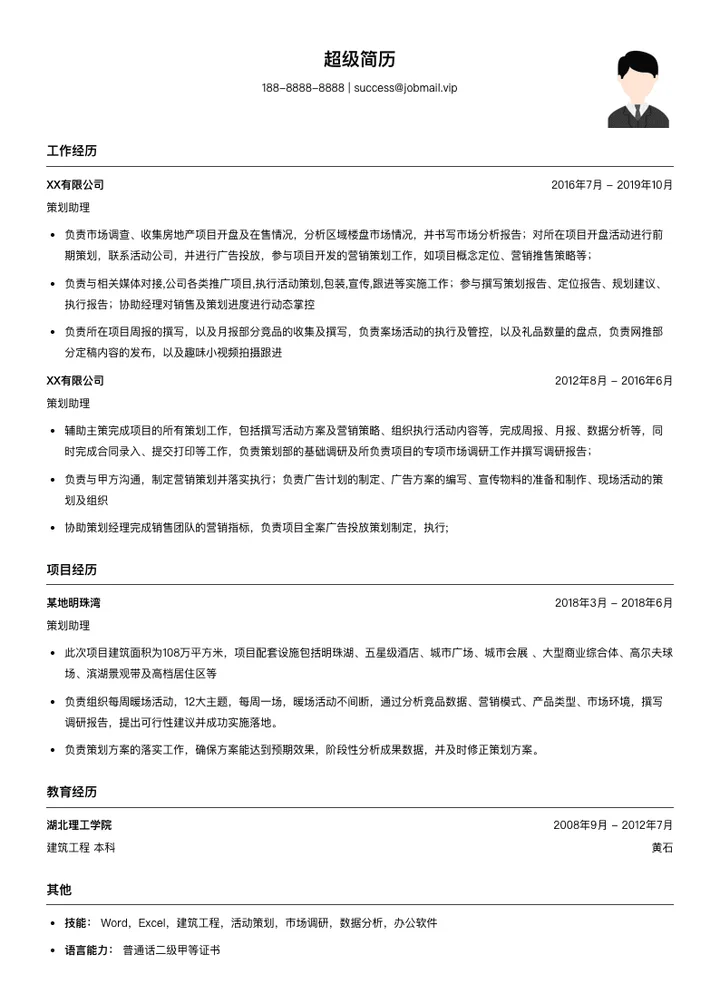 超级简历
188-8888-8888 | success@jobmail.vip
工作经历
XX有限公司 2016年7月 – 2019年10月
策划助理
• 负责市场调查、收集房地产项目开盘及在售情况，分析区域楼盘市场情况，并书写市场分析报告；对所在项目开盘活动进行前
期策划，联系活动公司，并进行广告投放，参与项目开发的营销策划工作，如项目概念定位、营销推售策略等；
• 负责与相关媒体对接,公司各类推广项目,执行活动策划,包装,宣传,跟进等实施工作；参与撰写策划报告、定位报告、规划建议、
执行报告；协助经理对销售及策划进度进行动态掌控
• 负责所在项目周报的撰写，以及月报部分竞品的收集及撰写，负责案场活动的执行及管控，以及礼品数量的盘点，负责网推部
分定稿内容的发布，以及趣味小视频拍摄跟进
XX有限公司 2012年8月 – 2016年6月
策划助理
• 辅助主策完成项目的所有策划工作，包括撰写活动方案及营销策略、组织执行活动内容等，完成周报、月报、数据分析等，同
时完成合同录入、提交打印等工作，负责策划部的基础调研及所负责项目的专项市场调研工作并撰写调研报告；
• 负责与甲方沟通，制定营销策划并落实执行；负责广告计划的制定、广告方案的编写、宣传物料的准备和制作、现场活动的策
划及组织
• 协助策划经理完成销售团队的营销指标，负责项目全案广告投放策划制定，执行;
项目经历
某地明珠湾 2018年3月 – 2018年6月
策划助理
• 此次项目建筑面积为108万平方米，项目配套设施包括明珠湖、五星级酒店、城市广场、城市会展 、大型商业综合体、高尔夫球
场、滨湖景观带及高档居住区等
• 负责组织每周暖场活动，12大主题，每周一场，暖场活动不间断，通过分析竞品数据、营销模式、产品类型、市场环境，撰写
调研报告，提出可行性建议并成功实施落地。
• 负责策划方案的落实工作，确保方案能达到预期效果，阶段性分析成果数据，并及时修正策划方案。
教育经历
湖北理工学院 2008年9月 – 2012年7月
建筑工程 本科 黄石
其他
• 技能： Word，Excel，建筑工程，活动策划，市场调研，数据分析，办公软件
• 语言能力： 普通话二级甲等证书